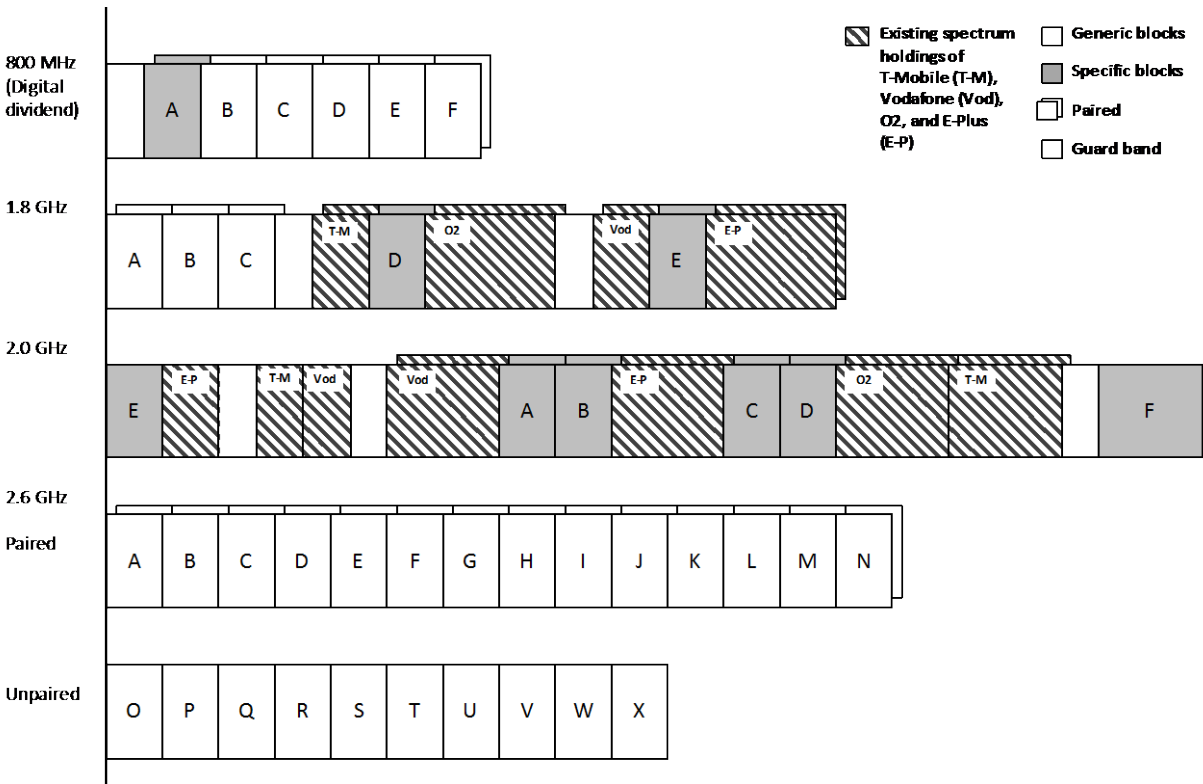 800 MHz
(Digital
dividend)
A B C D E F
Existing spectrum
holdings of
T-Mobile (T-M),
Vodafone (Vod),
O2, and E-Plus
(E-P)
Generic blocks
Specific blocks
Paired
Guard band
1.8 GHz
T-M O2 Vod E-P
A B C D E
2.0 GHz
E-P T-M Vod Vod E-P O2 T-M
E A B C D F
2.6 GHz
Paired
A B C D E F G H I J K L M N
Unpaired
O P Q R S T U V W X